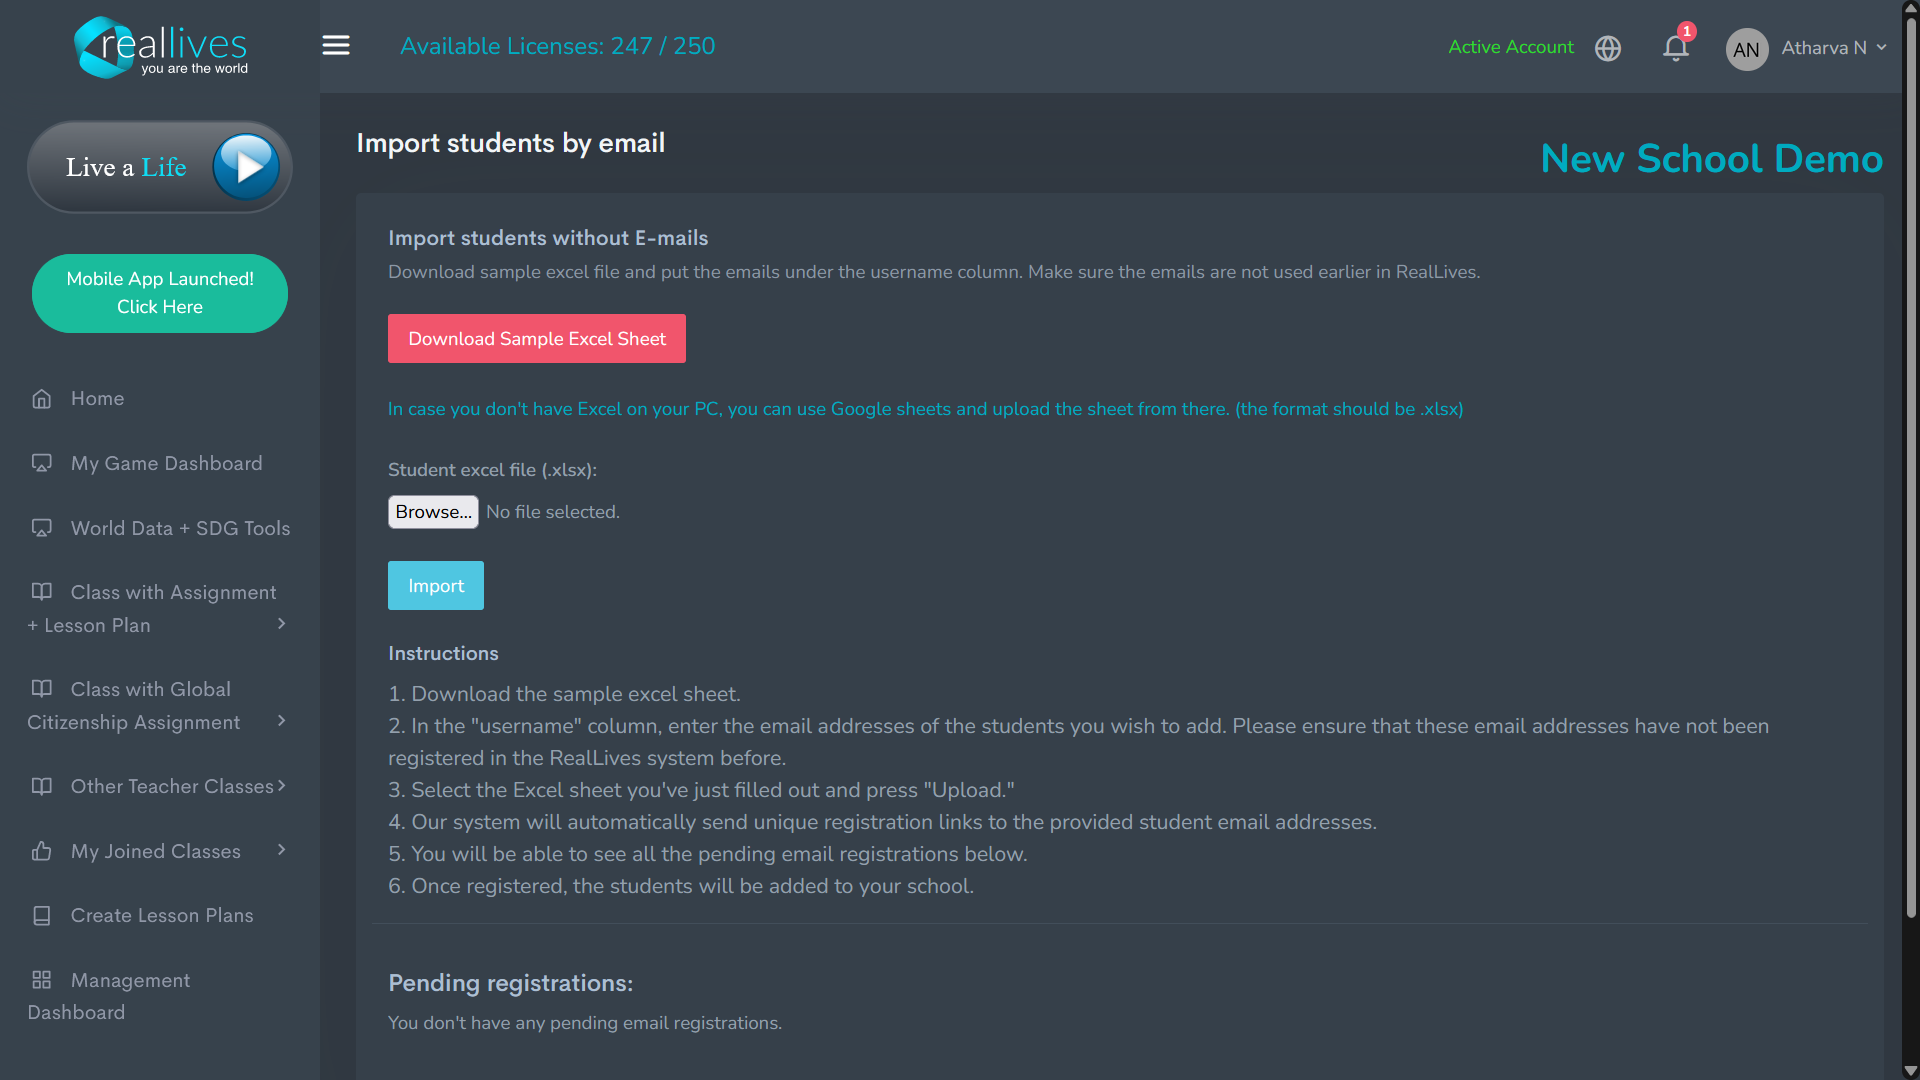 reallives
you are the world
Available Licenses: 247 / 250
Active Account
1
AN
Atharva N
Live a Life
Mobile App Launched!
Click Here
Home
My Game Dashboard
World Data + SDG Tools
Class with Assignment
+ Lesson Plan
Class with Global
Citizenship Assignment
Other Teacher Classes
My Joined Classes
Create Lesson Plans
Management
Dashboard
Import students by email
New School Demo
Import students without E-mails
Download sample excel file and put the emails under the username column. Make sure the emails are not used earlier in RealLives.
Download Sample Excel Sheet
In case you don't have Excel on your PC, you can use Google sheets and upload the sheet from there. (the format should be .xlsx)
Student excel file (.xlsx):
Browse... No file selected.
Import
Instructions
1. Download the sample excel sheet.
2. In the "username" column, enter the email addresses of the students you wish to add. Please ensure that these email addresses have not been
registered in the RealLives system before.
3. Select the Excel sheet you've just filled out and press "Upload."
4. Our system will automatically send unique registration links to the provided student email addresses.
5. You will be able to see all the pending email registrations below.
6. Once registered, the students will be added to your school.
Pending registrations:
You don't have any pending email registrations.